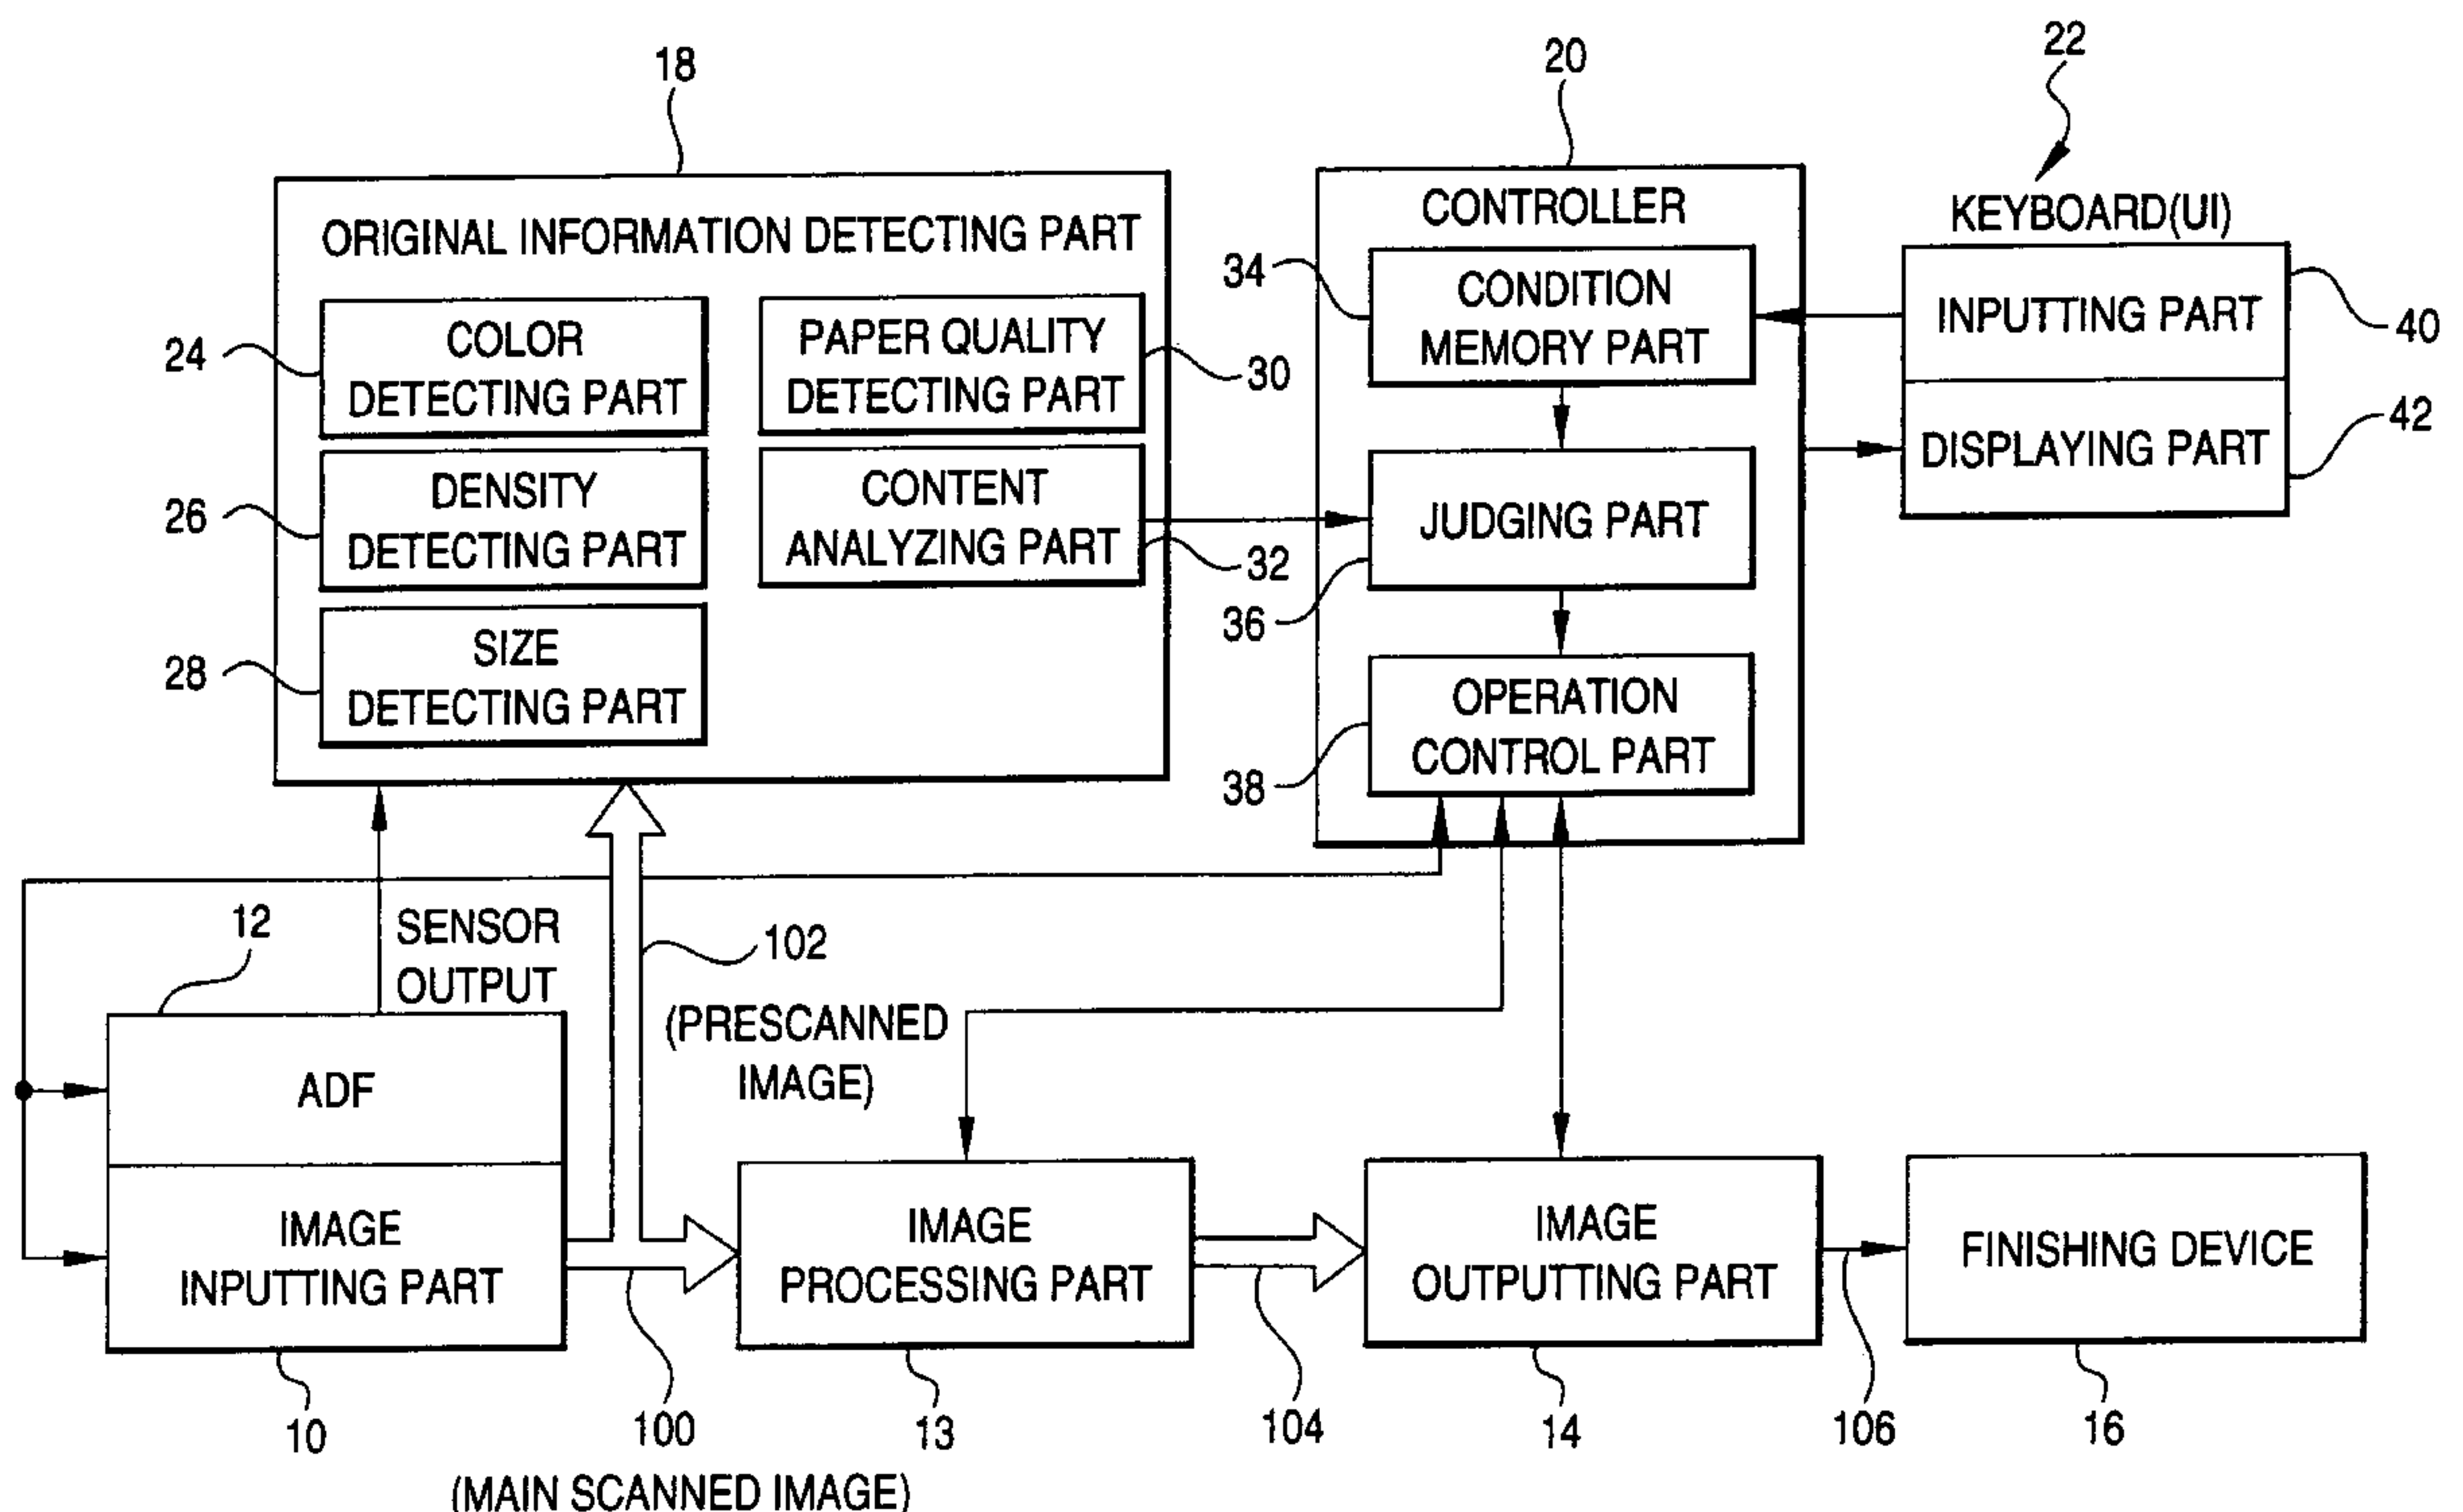 18
20
22
ORIGINAL INFORMATION DETECTING PART
CONTROLLER
KEYBOARD(UI)
24
COLOR
DETECTING PART
PAPER QUALITY
DETECTING PART
30
34
CONDITION
MEMORY PART
INPUTTING PART
40
26
DENSITY
DETECTING PART
CONTENT
ANALYZING PART
32
36
JUDGING PART
DISPLAYING PART
42
28
SIZE
DETECTING PART
38
OPERATION
CONTROL PART
12
SENSOR
OUTPUT
102
(PRESCANNED
IMAGE)
ADF
IMAGE
INPUTTING PART
IMAGE
PROCESSING PART
IMAGE
OUTPUTTING PART
FINISHING DEVICE
10
100
13
104
14
106
16
(MAIN SCANNED IMAGE)